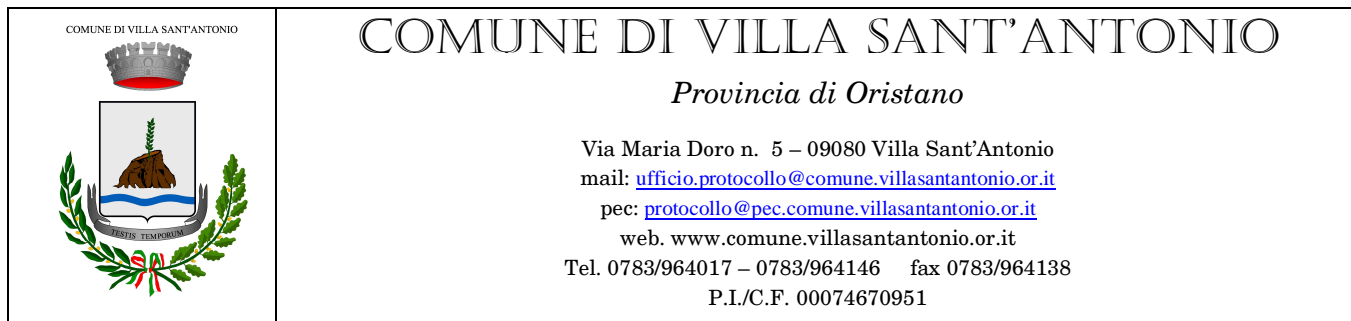 COMUNE DI VILLA SANT'ANTONIO
TESTIS TEMPORUM
COMUNE DI VILLA SANT’ANTONIO
Provincia di Oristano
Via Maria Doro n.  5 – 09080 Villa Sant’Antonio
mail: ufficio.protocollo@comune.villasantantonio.or.it
pec: protocollo@pec.comune.villasantantonio.or.it
web. www.comune.villasantantonio.or.it
Tel. 0783/964017 – 0783/964146    fax 0783/964138
P.I./C.F. 00074670951